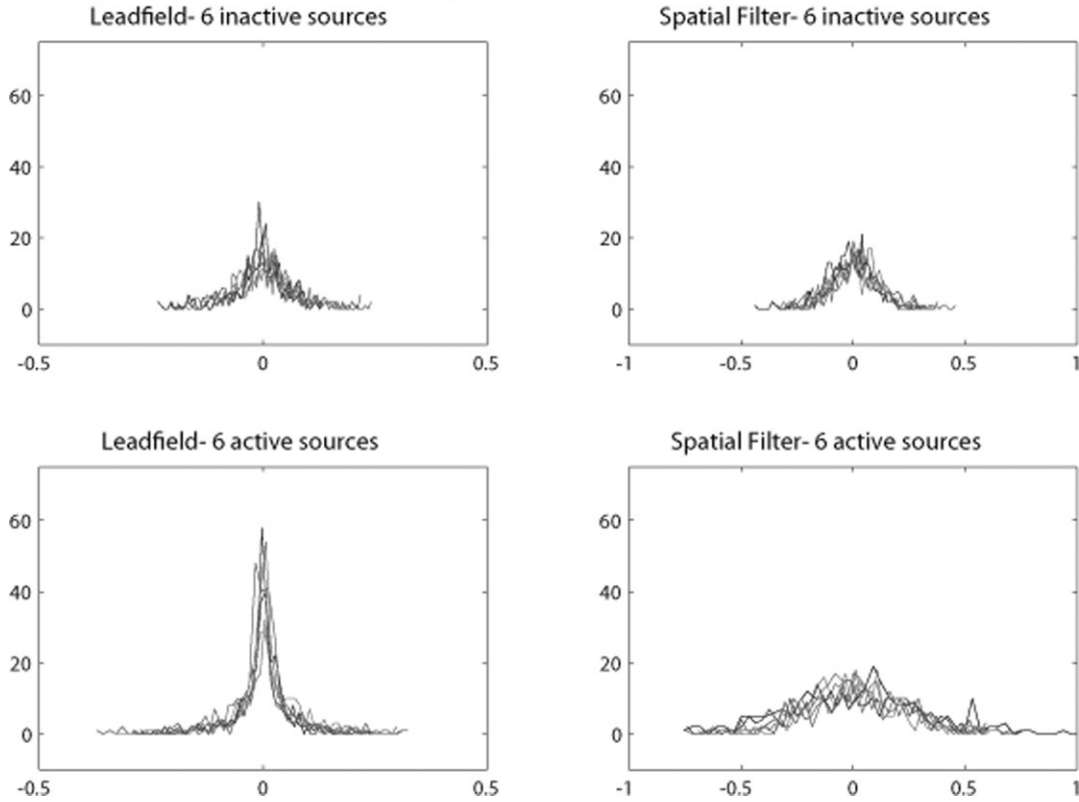 Leadfield- 6 inactive sources
60
40
20
0
-0.5 0 0.5
Spatial Filter- 6 inactive sources
60
40
20
0
-1 -0.5 0 0.5 1
Leadfield- 6 active sources
60
40
20
0
-0.5 0 0.5
Spatial Filter- 6 active sources
60
40
20
0
-1 -0.5 0 0.5 1